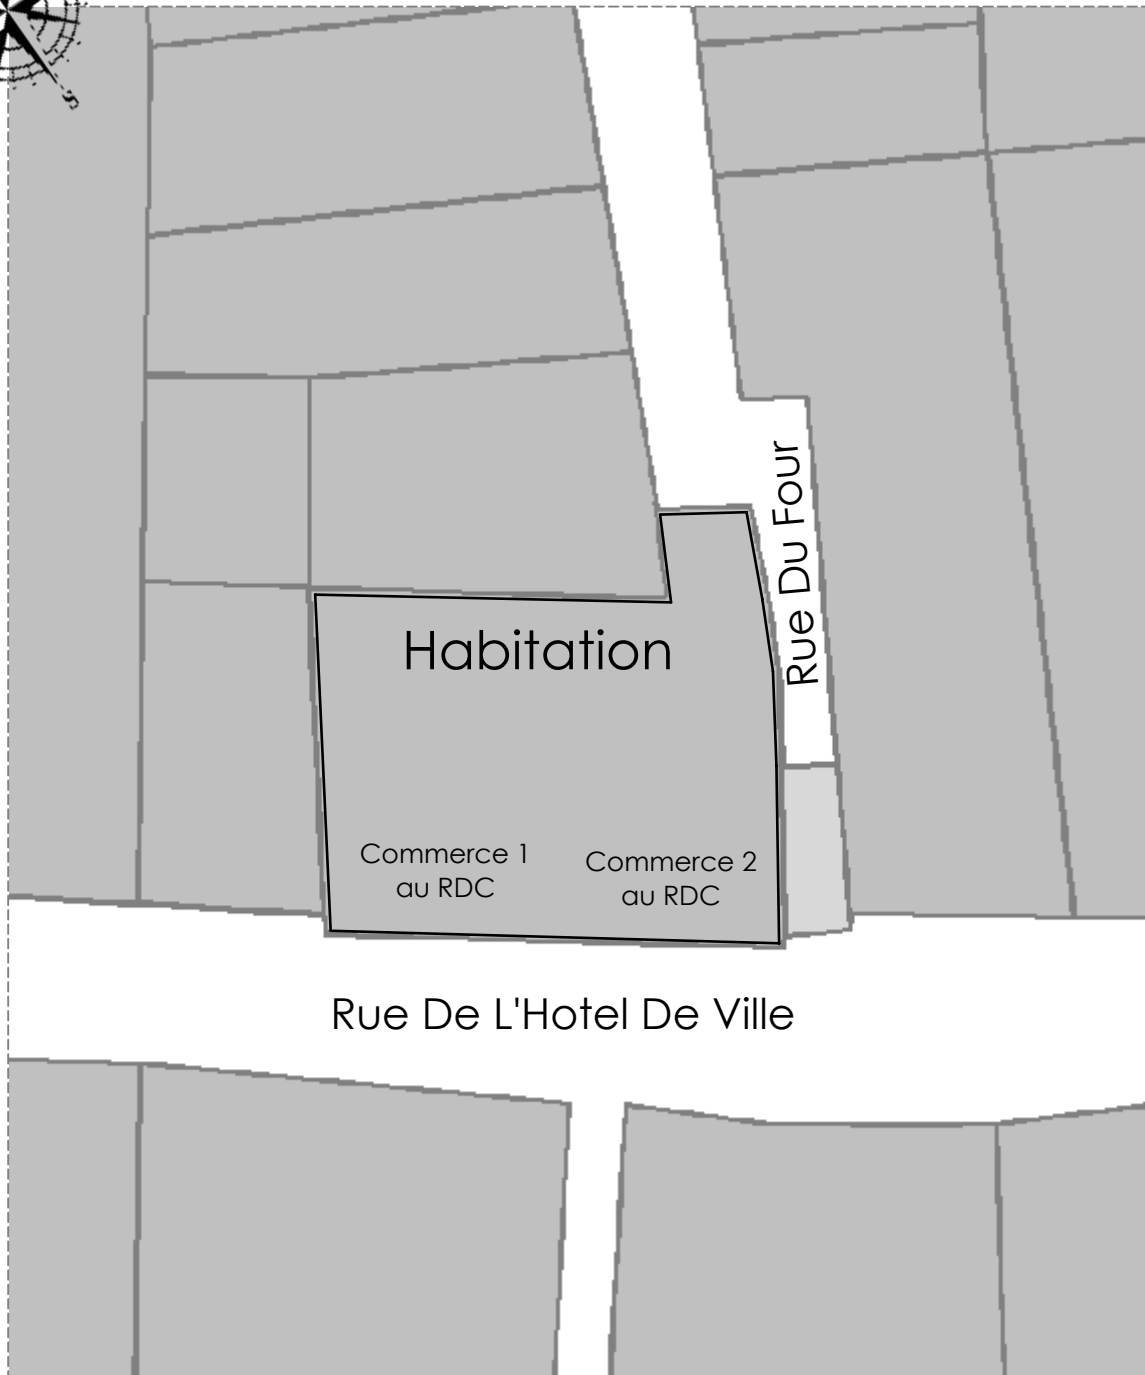 S
Rue Du Four
Habitation
Commerce 1
au RDC
Commerce 2
au RDC
Rue De L'Hotel De Ville